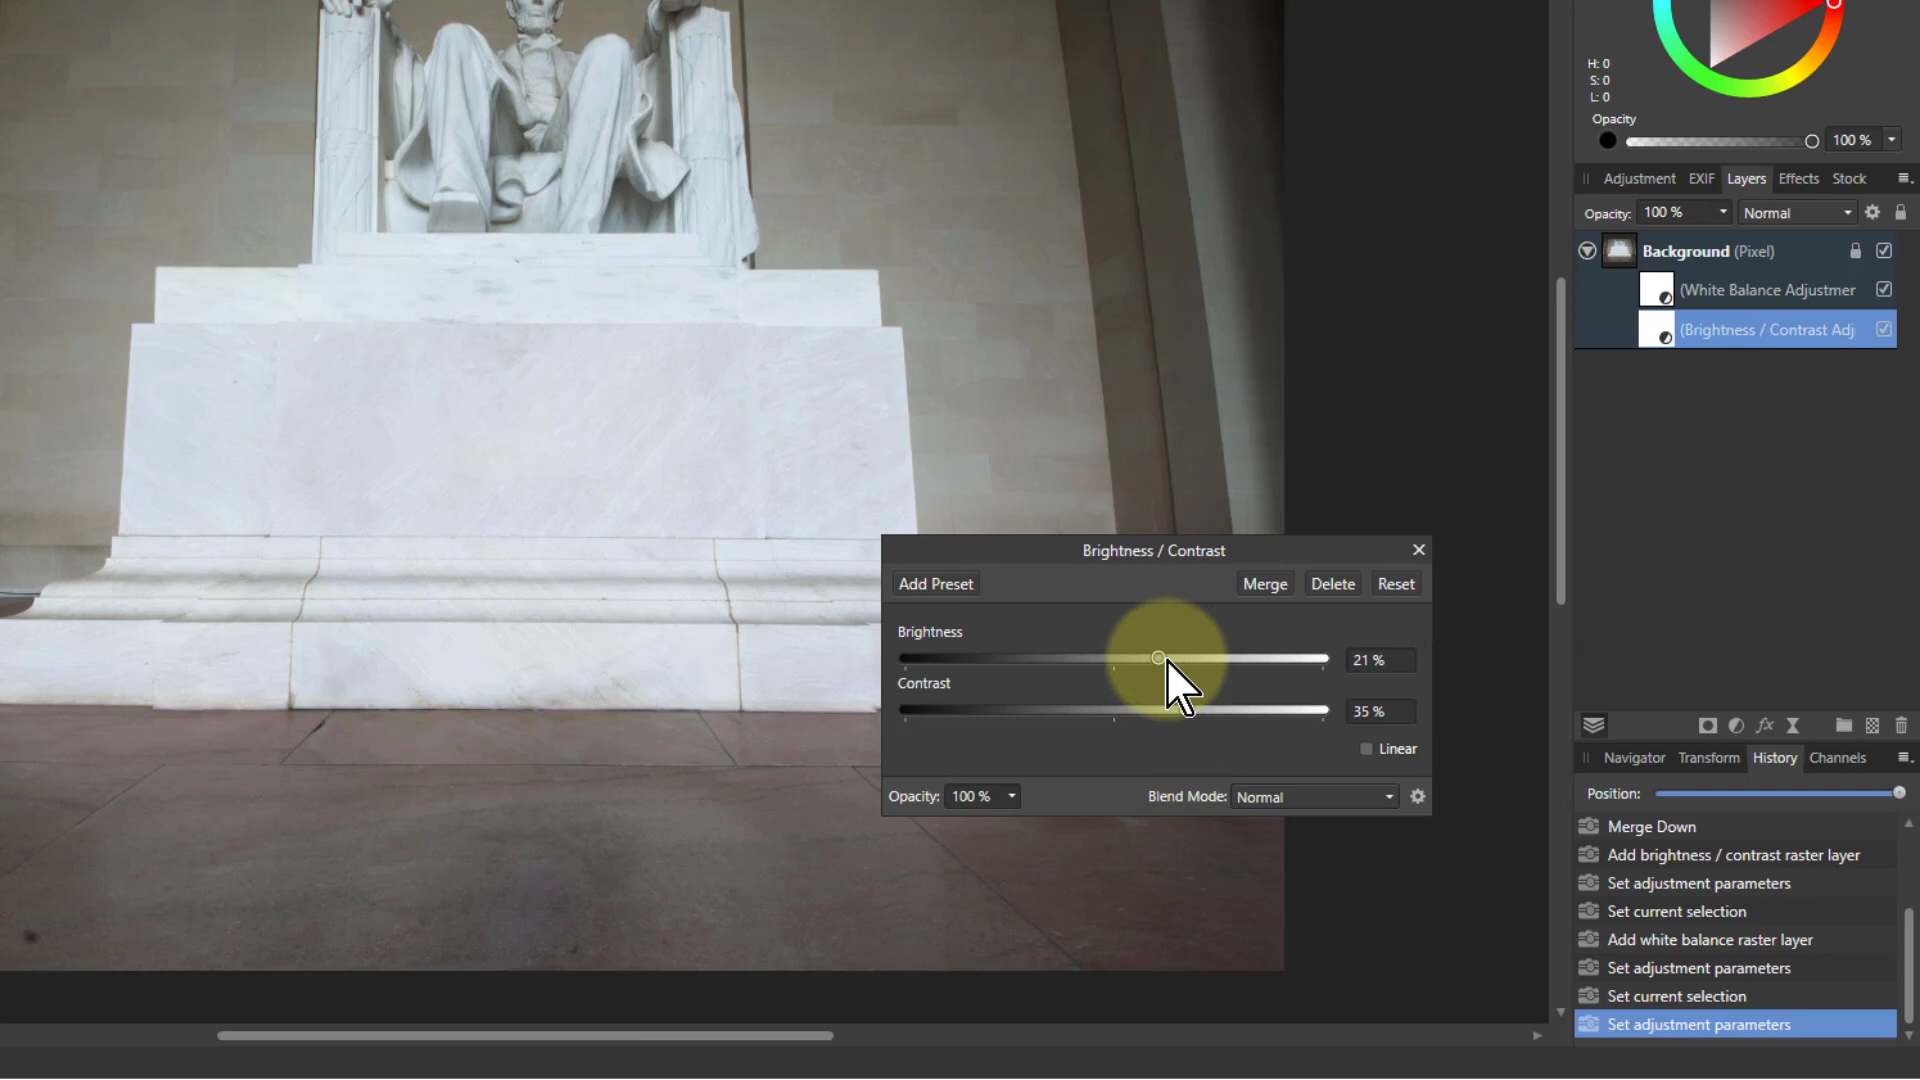 H: 0
S: 0
L: 0
Opacity
100 %
Adjustment EXIF Layers Effects Stock
Opacity: 100 % Normal
Background (Pixel)
(White Balance Adjustmer
(Brightness / Contrast Adj
Brightness / Contrast
Add Preset Merge Delete Reset
Brightness
21 %
Contrast
35 %
Linear
Opacity: 100 % Blend Mode: Normal
fx
Navigator Transform History Channels
Position:
Merge Down
Add brightness / contrast raster layer
Set adjustment parameters
Set current selection
Add white balance raster layer
Set adjustment parameters
Set current selection
Set adjustment parameters